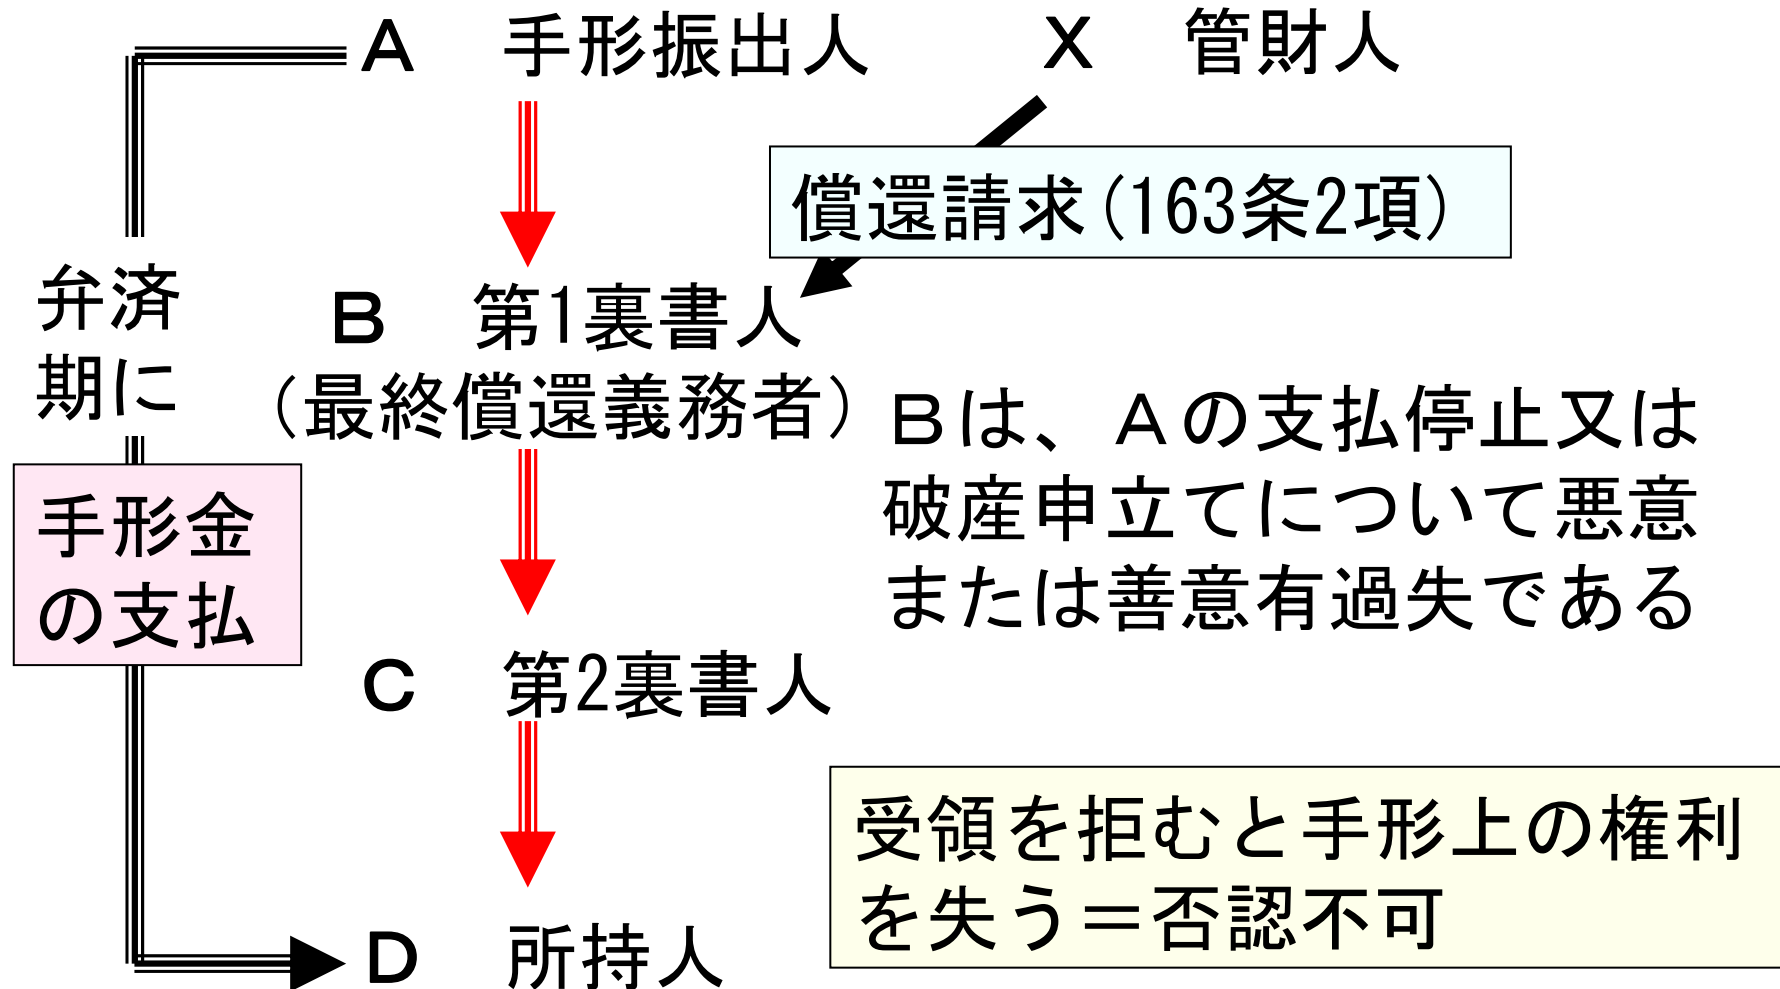 A 手形振出人
X 管財人
償還請求(163条2項)
弁済
期に
B 第1裏書人
(最終償還義務者)
Bは、Aの支払停止又は
破産申立てについて悪意
または善意有過失である
手形金
の支払
C 第2裏書人
受領を拒むと手形上の権利
を失う=否認不可
D 所持人